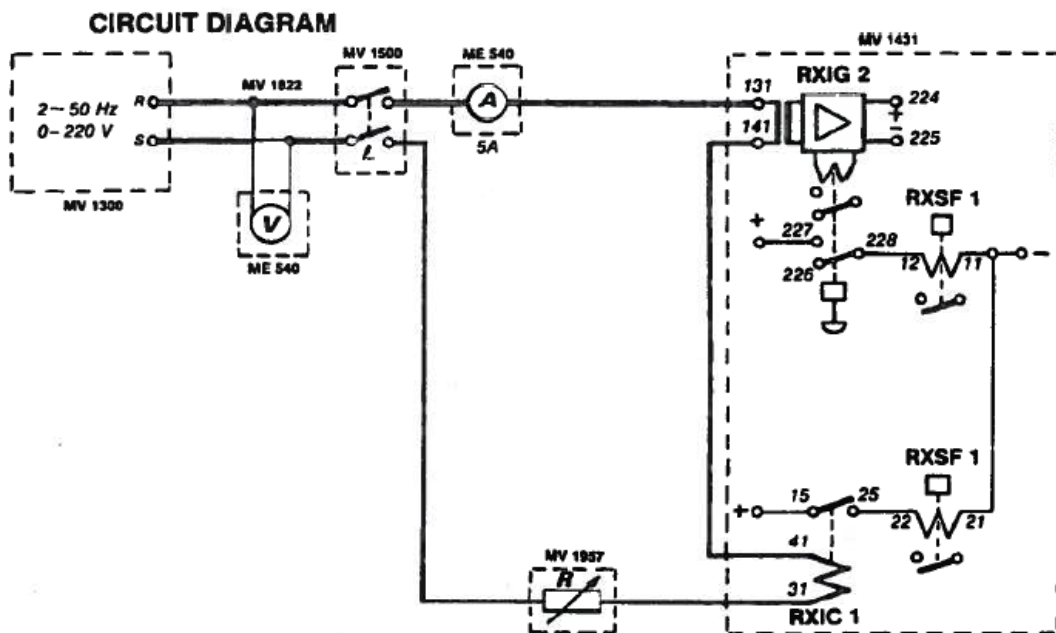 CIRCUIT DIAGRAM
MV 1500
ME 540
MV 1431
RXIG 2
MV 1822
2~ 50 Hz
0-220 V
R
S
A
131
141
224
+
-
225
5A
MV 1300
V
ME 540
RXSF 1
+
227
228
226
12
11
-
RXSF 1
+
15
25
22
21
41
MV 1957
R
31
RXIC 1